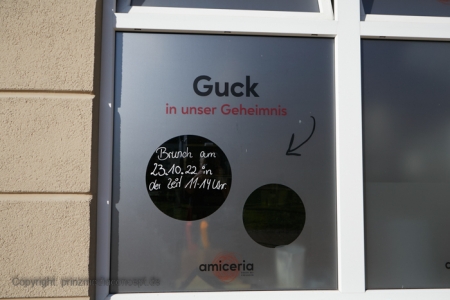 Guck
in unser Geheimnis
Brunch am
23.10.22 in
der Zeit 11-14 Uhr.
amiceria